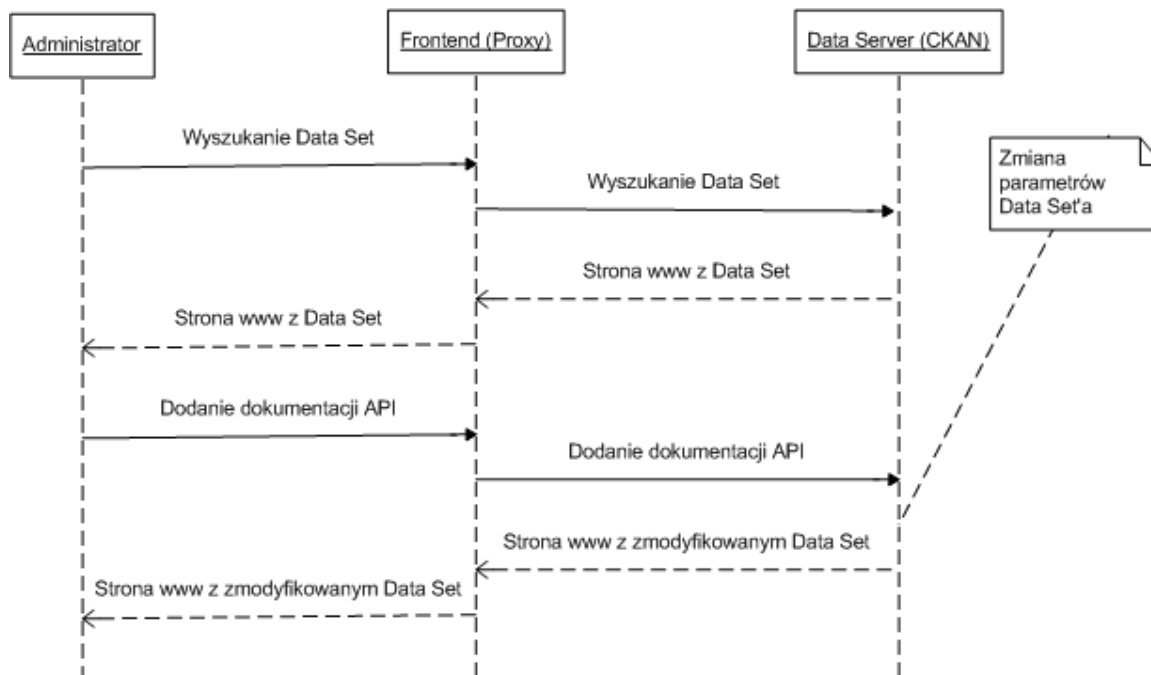 Administrator
Frontend (Proxy)
Data Server (CKAN)
Wyszukanie Data Set
Wyszukanie Data Set
Zmiana
parametrów
Data Set'a
Strona www z Data Set
Strona www z Data Set
Dodanie dokumentacji API
Dodanie dokumentacji API
Strona www z zmodyfikowanym Data Set
Strona www z zmodyfikowanym Data Set